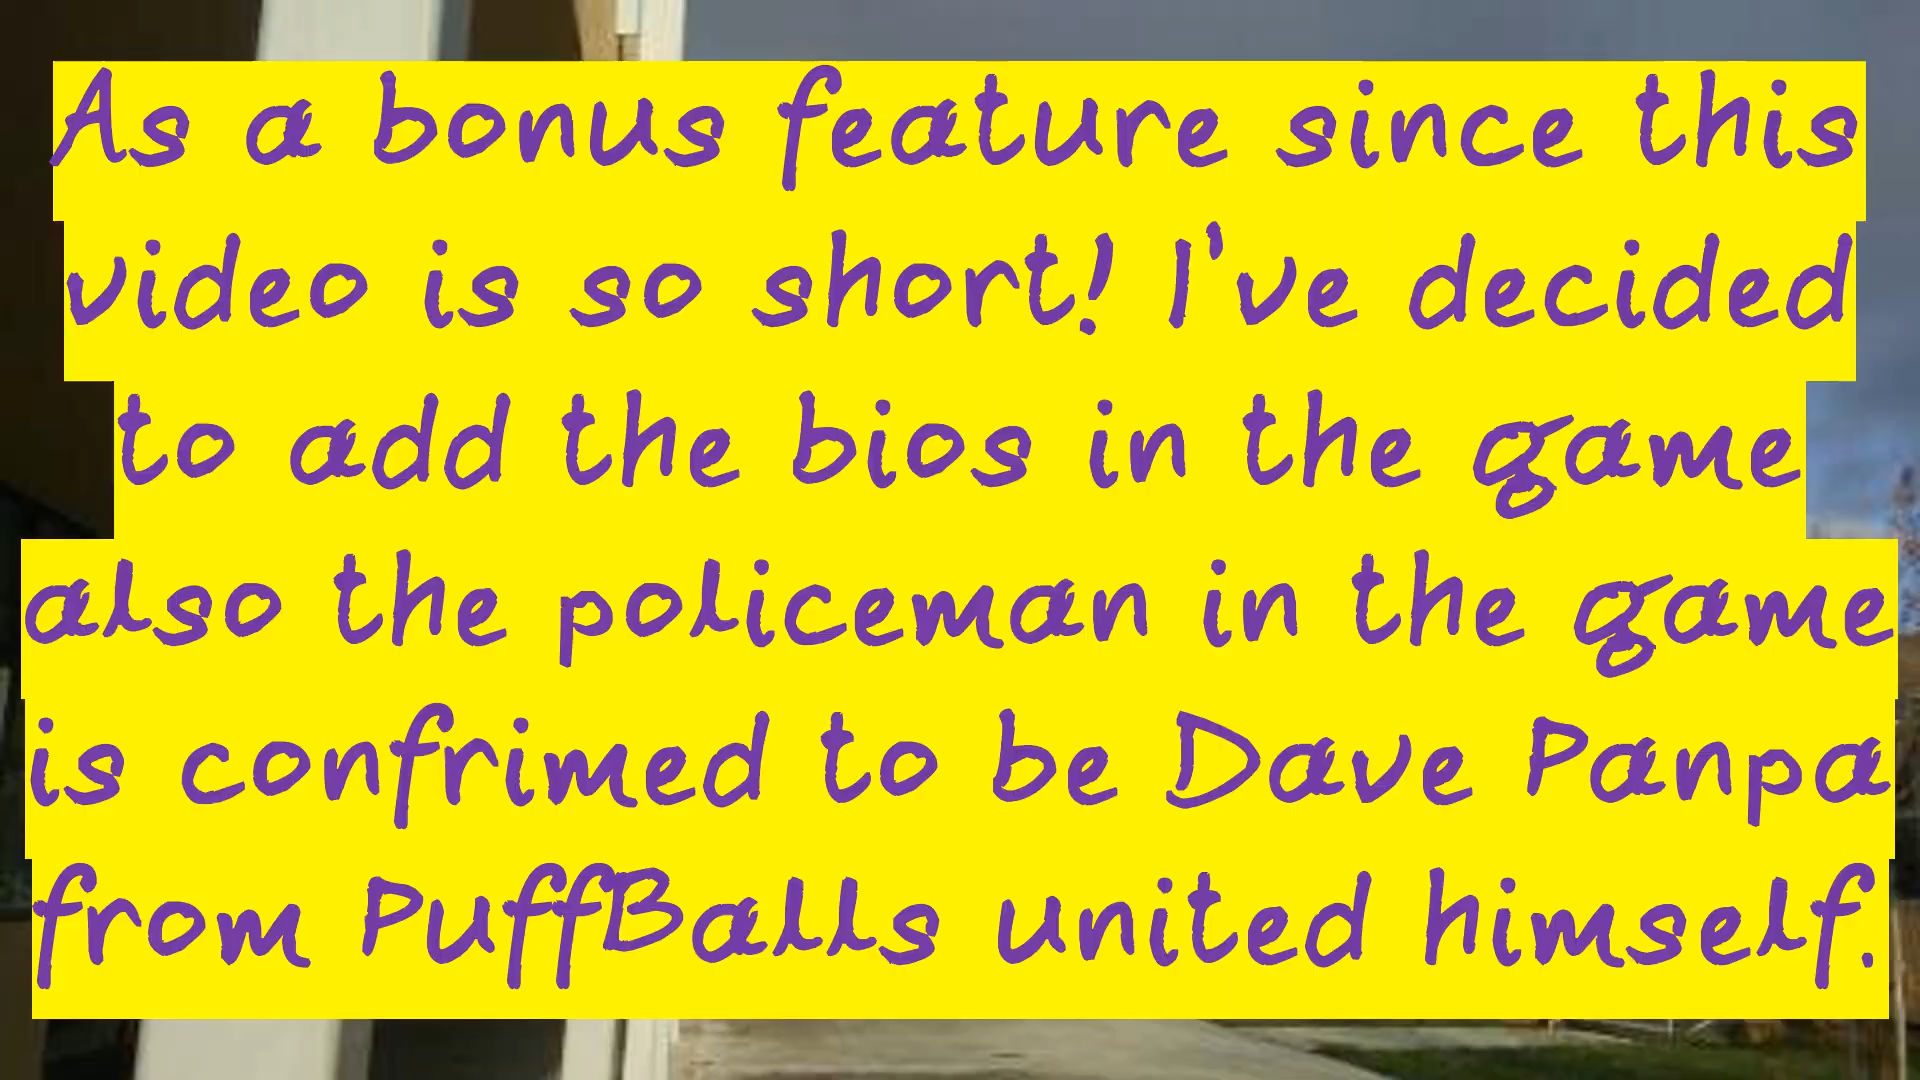 As a bonus feature since this
video is so short! I've decided
to add the bios in the game
also the policeman in the game
is confrimed to be Dave Panpa
from PuffBalls united himself.